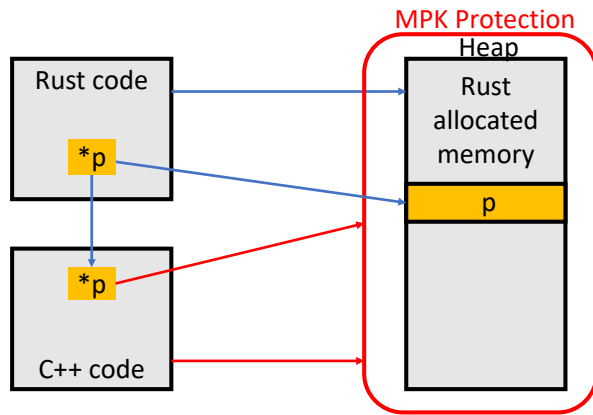 MPK Protection
Heap
Rust code
*p
Rust
allocated
memory
p
*p
C++ code